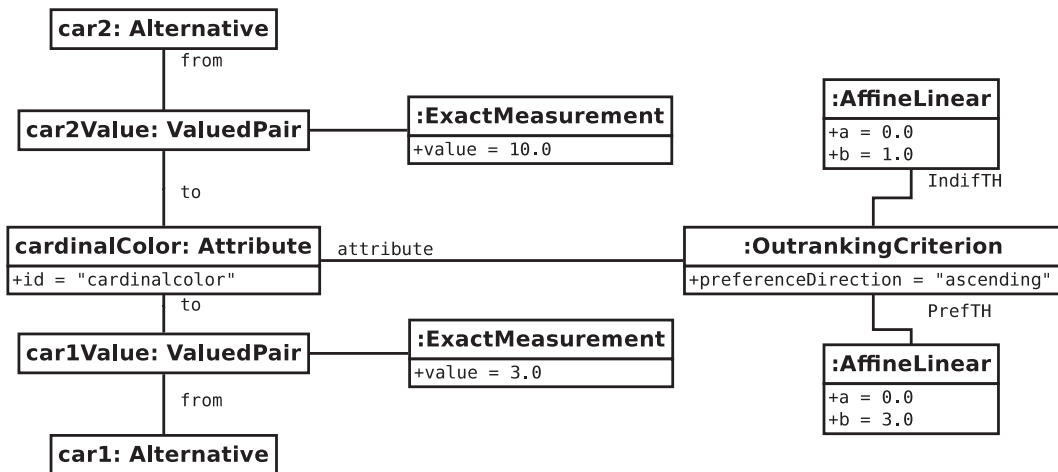 car2: Alternative
from
car2Value: ValuedPair
:ExactMeasurement
+value = 10.0
:AffineLinear
+a = 0.0
+b = 1.0
IndifTH
to
cardinalColor: Attribute
+id = "cardinalcolor"
attribute
:OutrankingCriterion
+preferenceDirection = "ascending"
to
PrefTH
car1Value: ValuedPair
:ExactMeasurement
+value = 3.0
:AffineLinear
+a = 0.0
+b = 3.0
from
car1: Alternative